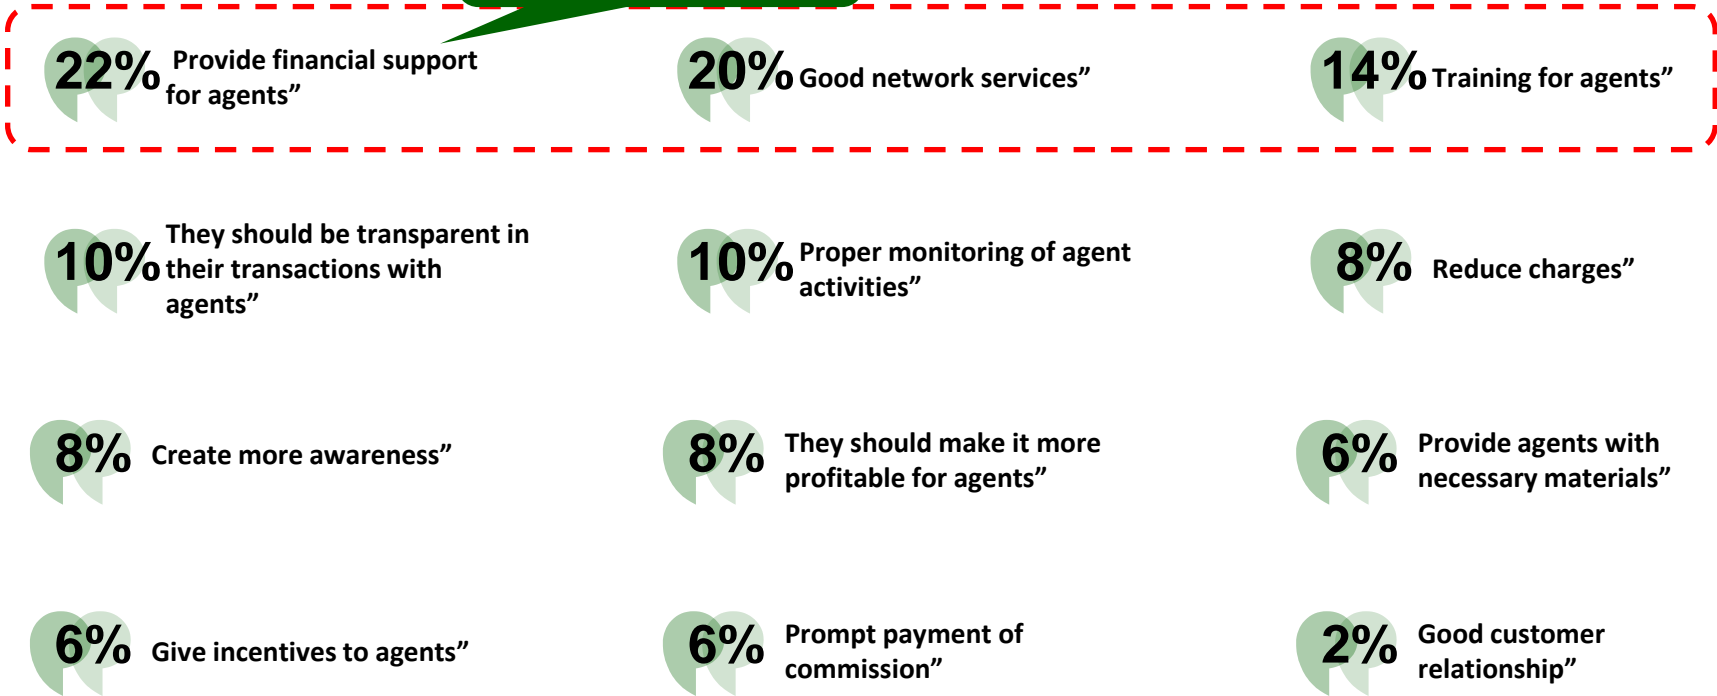 22% Provide financial support
for agents”
20% Good network services”
14% Training for agents”
10% They should be transparent in
their transactions with
agents”
10% Proper monitoring of agent
activities”
8% Reduce charges”
8% Create more awareness”
8% They should make it more
profitable for agents”
6% Provide agents with
necessary materials”
6% Give incentives to agents”
6% Prompt payment of
commission”
2% Good customer
relationship”